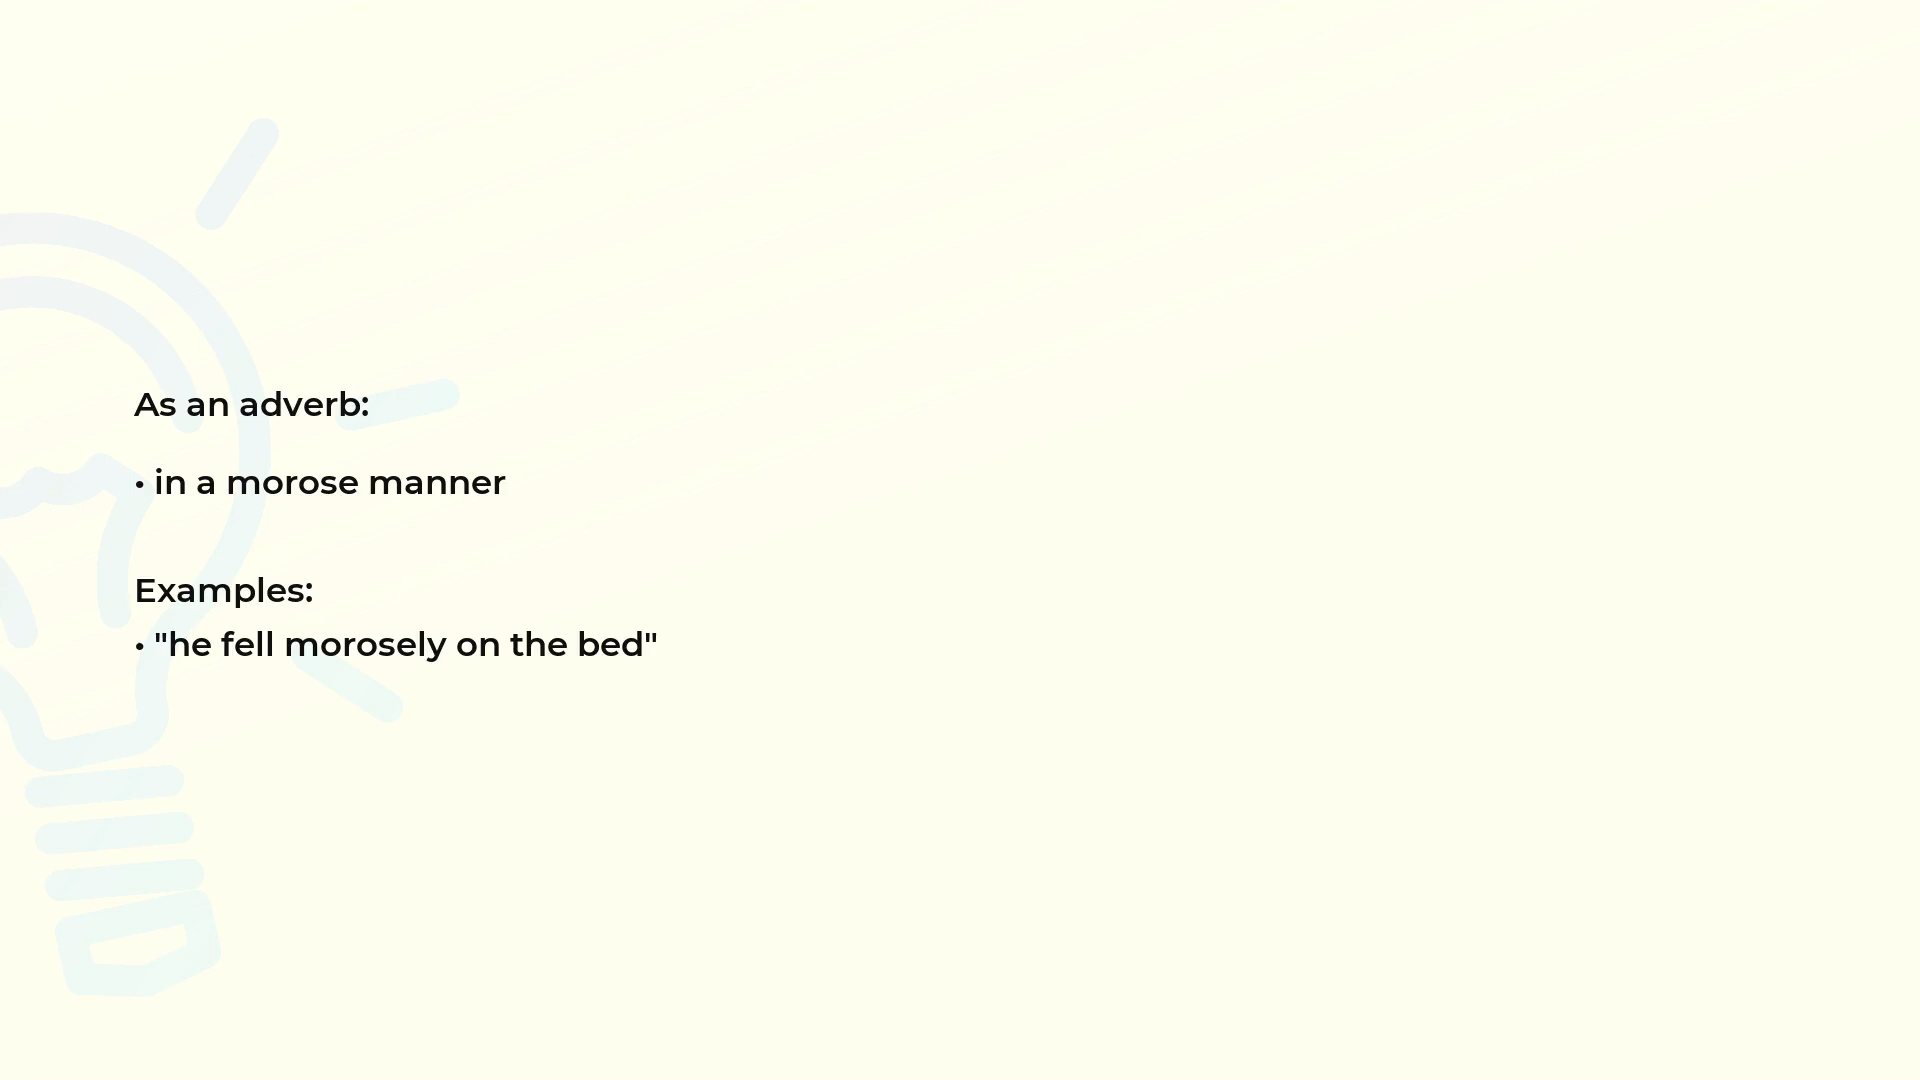 As an adverb:
• in a morose manner
Examples:
• "he fell morosely on the bed"